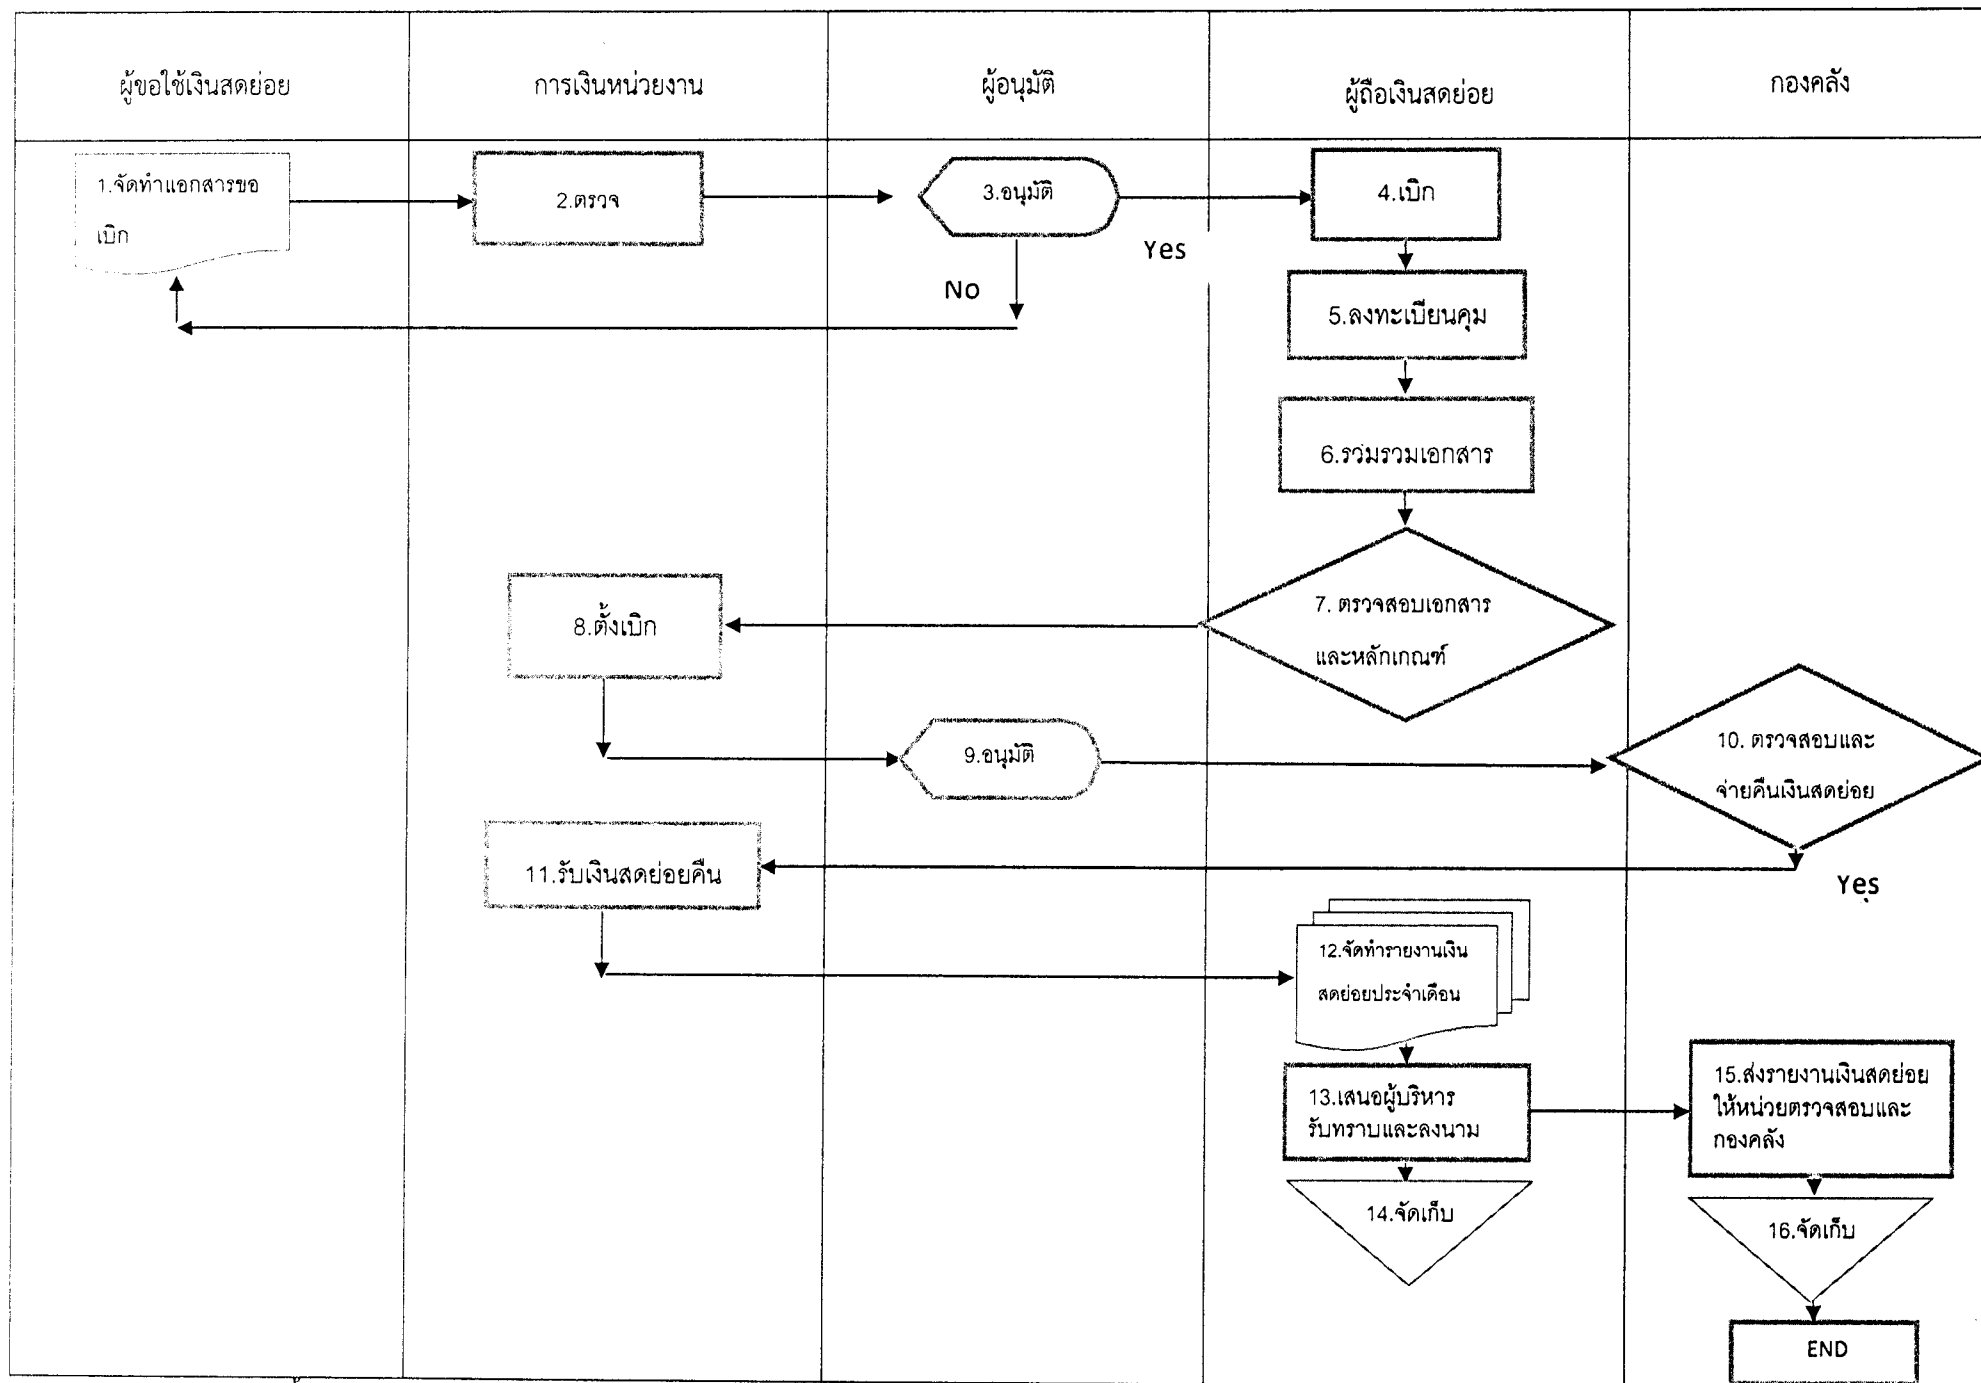 ผู้ขอใช้เงินสดย่อย
การเงินหน่วยงาน
ผู้อนุมัติ
ผู้ถือเงินสดย่อย
กองคลัง
1.จัดทำแอกสารขอ
เบิก
2.ตรวจ
3.อนุมัติ
4.เบิก
Yes
No
5.ลงทะเบียนคุม
6.รวมรวมเอกสาร
7. ตรวจสอบเอกสาร
และหลักเกณฑ์
8.ตั้งเบิก
9.อนุมัติ
10. ตรวจสอบและ
จ่ายคืนเงินสดย่อย
11.รับเงินสดย่อยคืน
Yes
12.จัดทำรายงานเงิน
สดย่อยประจำเดือน
13.เสนอผู้บริหาร
รับทราบและลงนาม
15.ส่งรายงานเงินสดย่อย
ให้หน่วยตรวจสอบและ
กองคลัง
14.จัดเก็บ
16.จัดเก็บ
END